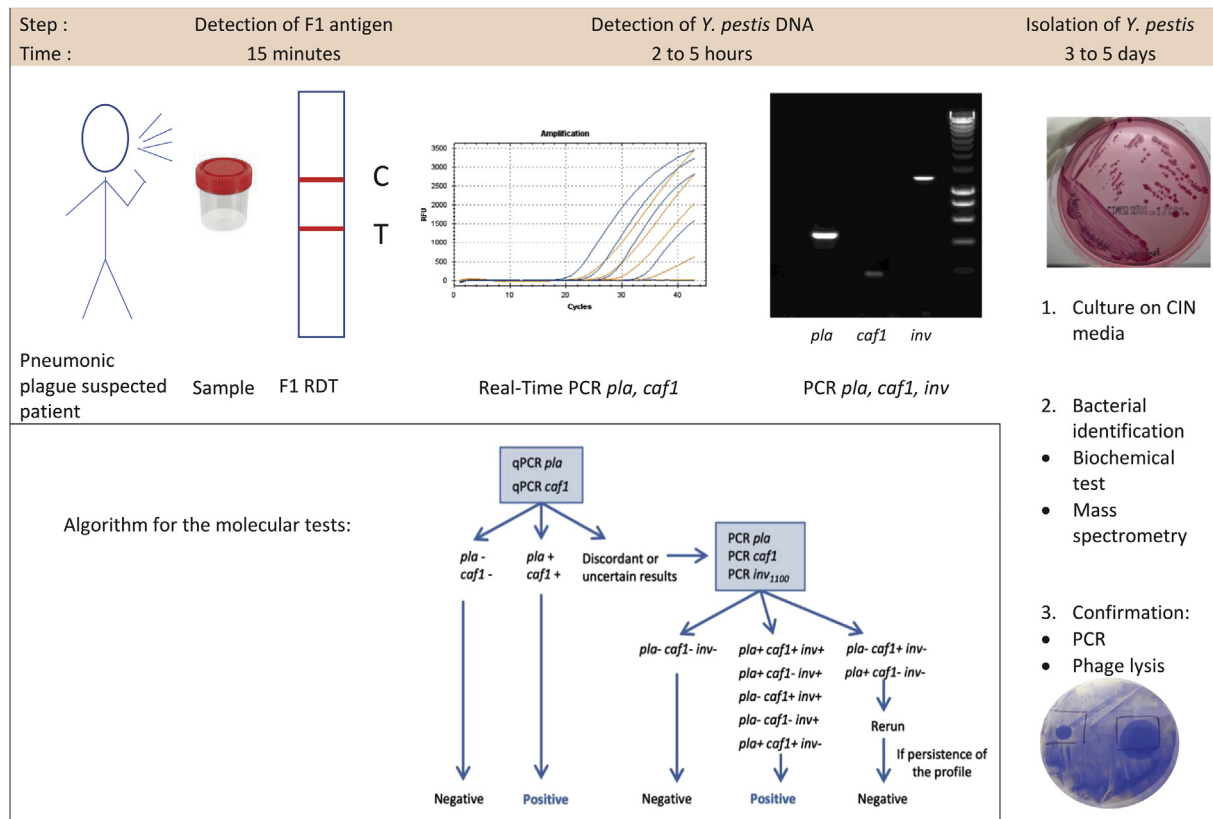 Step :
Detection of F1 antigen
Detection of Y. pestis DNA
Isolation of Y. pestis
Time :
15 minutes
2 to 5 hours
3 to 5 days
C
T
Amplification
RFU
3500
3000
2500
2000
1500
1000
500
0
0
10
20
30
40
Cycles
pla
caf1
inv
Pneumonic
plague suspected
patient
Sample
F1 RDT
Real-Time PCR pla, caf1
PCR pla, caf1, inv
1. Culture on CIN
media
2. Bacterial
identification
• Biochemical
test
• Mass
spectrometry
3. Confirmation:
• PCR
• Phage lysis
Algorithm for the molecular tests:
qPCR pla
qPCR caf1
pla -
caf1 -
pla +
caf1 +
Discordant or
uncertain results
PCR pla
PCR caf1
PCR inv1100
pla- caf1- inv-
pla+ caf1+ inv+
pla+ caf1- inv+
pla- caf1+ inv+
pla- caf1- inv+
pla+ caf1+ inv-
pla- caf1+ inv-
pla+ caf1- inv-
Rerun
If persistence of
the profile
Negative
Positive
Negative
Positive
Negative